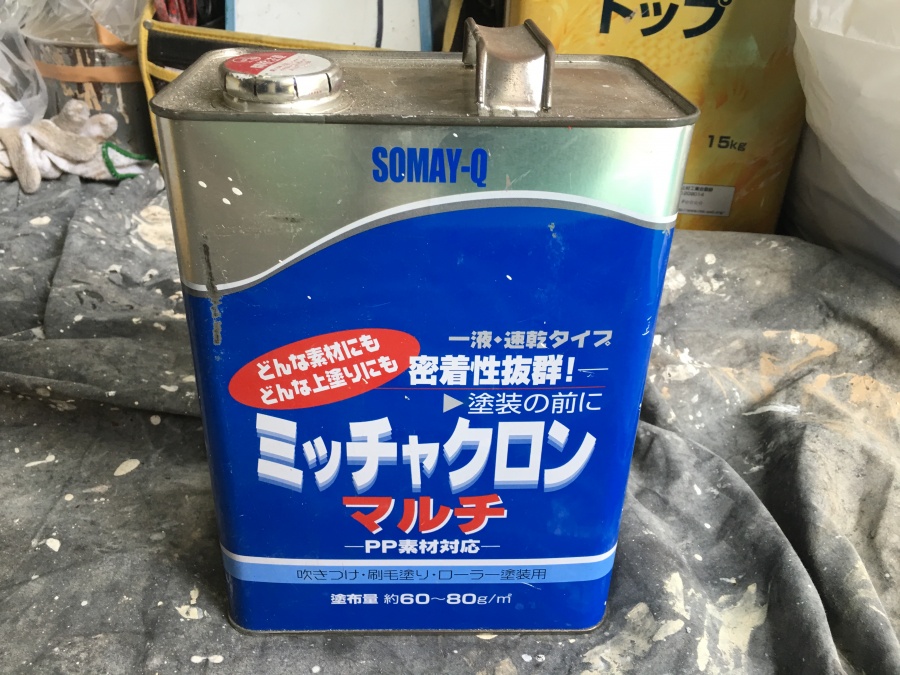 トップ
15kg
SOMAY-Q
一液・速乾タイプ
どんな素材にも
どんな上塗りにも
密着性抜群!
▶塗装の前に
ミッチャクロン
マルチ
PP素材対応
吹きつけ・刷毛塗り・ローラー塗装用
塗布量 約60〜80g/㎡